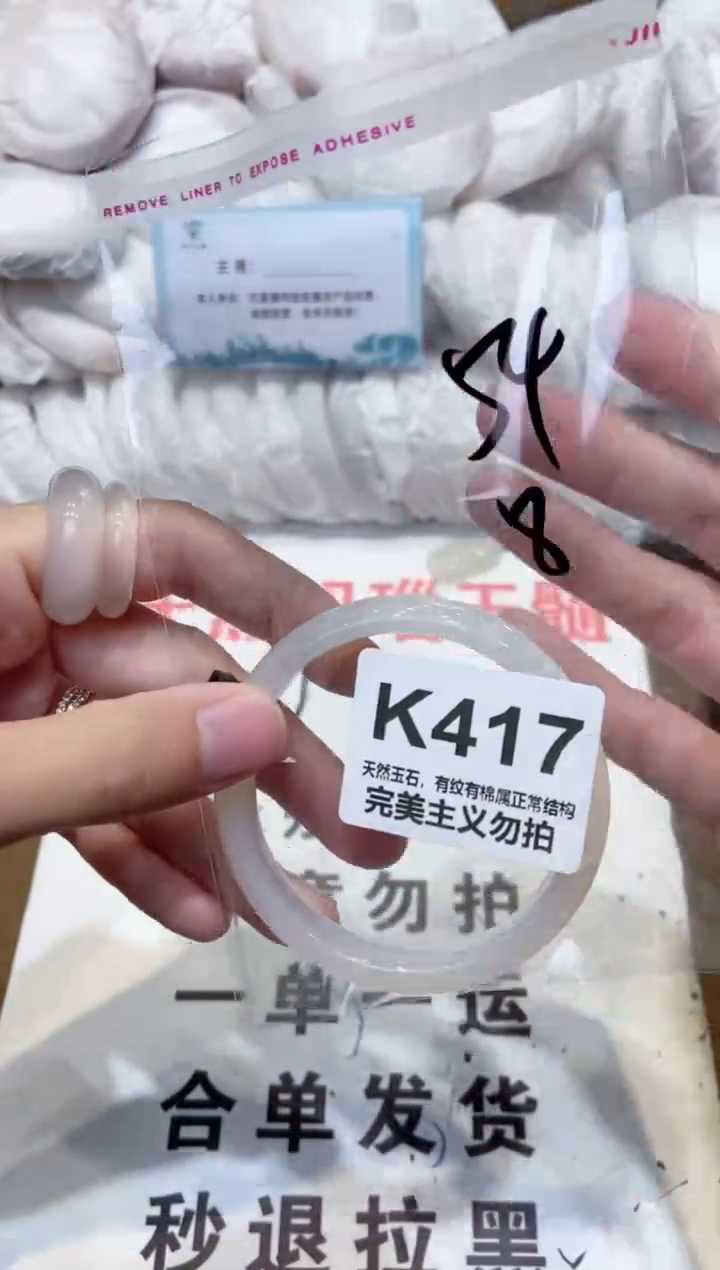 REMOVE LINER TO EXPOSE ADHESIVE
主播：
54
8
K417
天然玉石，有纹有棉属正常结构
完美主义勿拍
勿拍
一单一运
合单发货
秒退拉黑